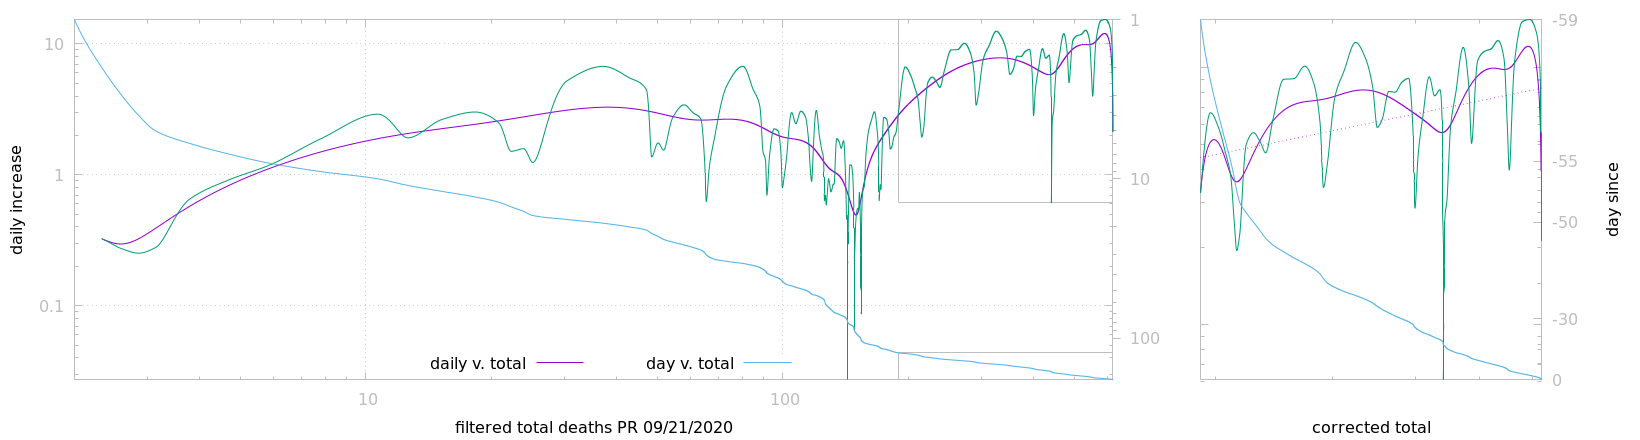 10
1
0.1
daily increase
daily v. total
day v. total
10
100
filtered total deaths PR 09/21/2020
1
10
100
-59
-55
-50
-30
0
day since
corrected total